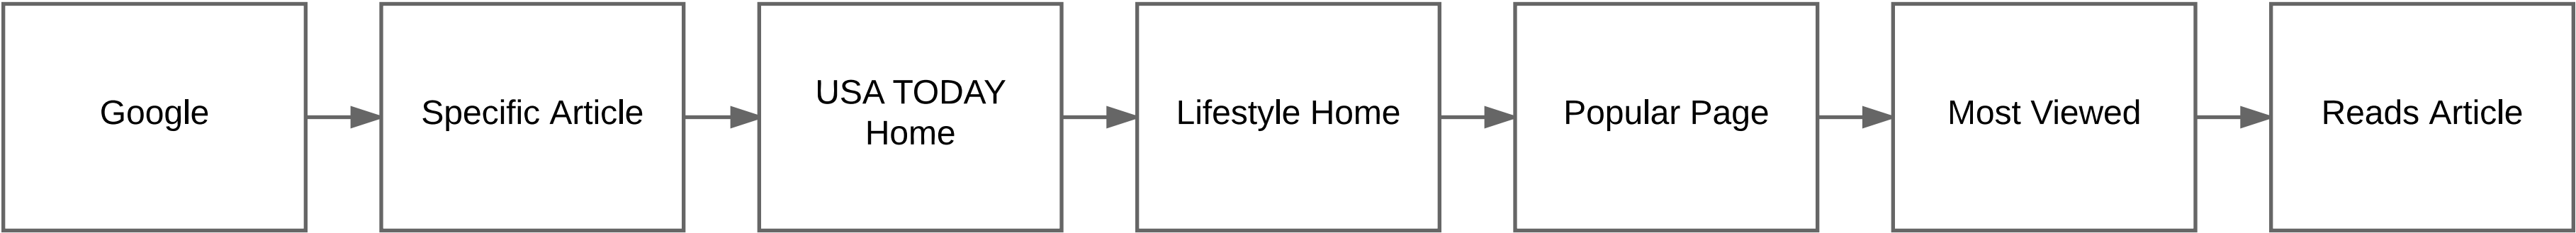 Google
Specific Article
USA TODAY
Home
Lifestyle Home
Popular Page
Most Viewed
Reads Article